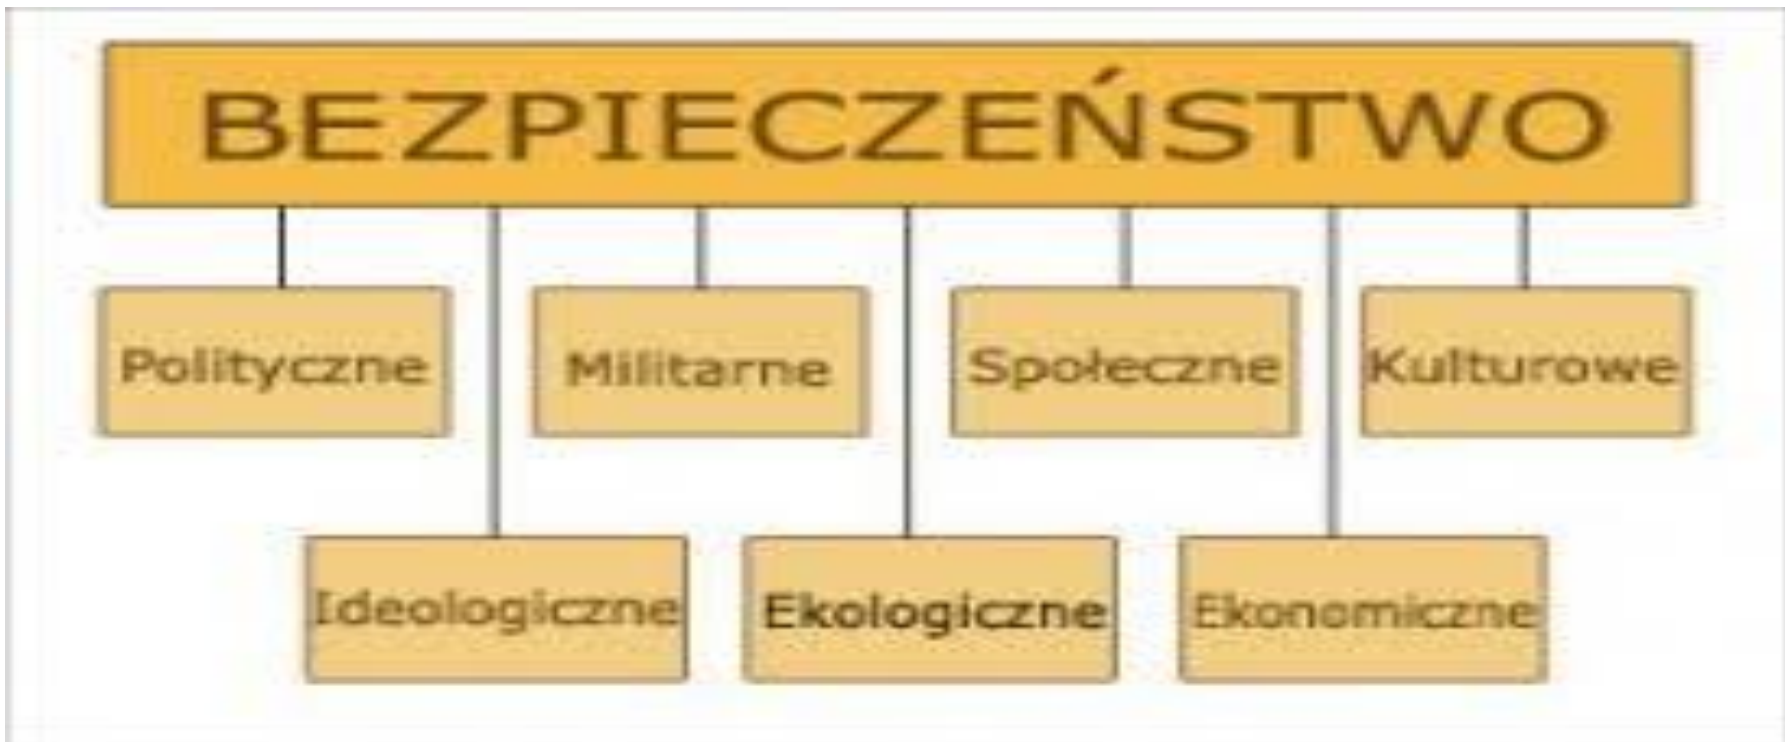 BEZPIECZEŃSTWO
Polityczne
Militarne
Społeczne
Kulturowe
Ideologiczne
Ekologiczne
Ekonomiczne